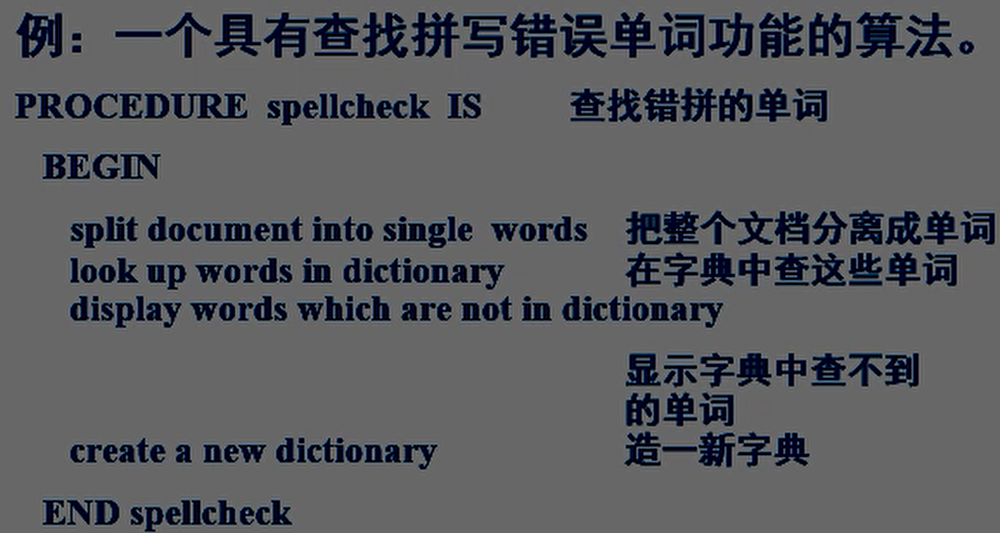 例：一个具有查找拼写错误单词功能的算法。
PROCEDURE spellcheck IS 查找错拼的单词
BEGIN
split document into single words 把整个文档分离成单词
look up words in dictionary 在字典中查这些单词
display words which are not in dictionary
显示字典中查不到
的单词
create a new dictionary 造一新字典
END spellcheck